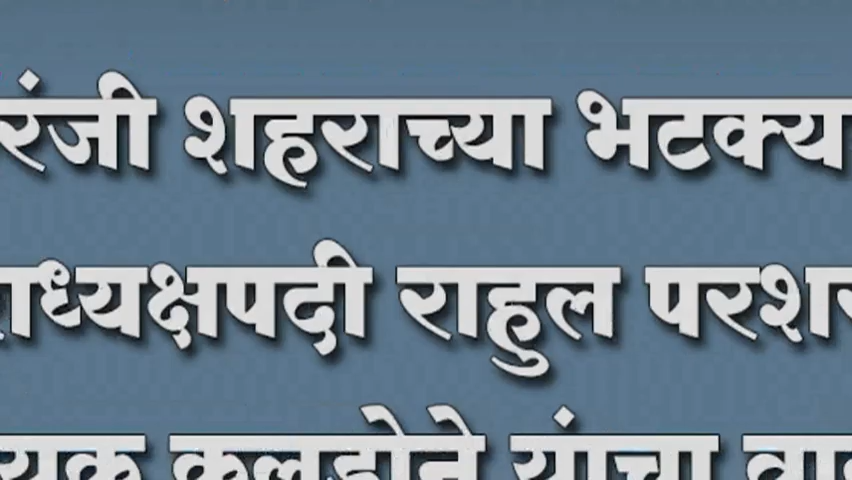 रंजी शहराच्या भटक्य
ाध्यक्षपदी राहुल परश
यांचा